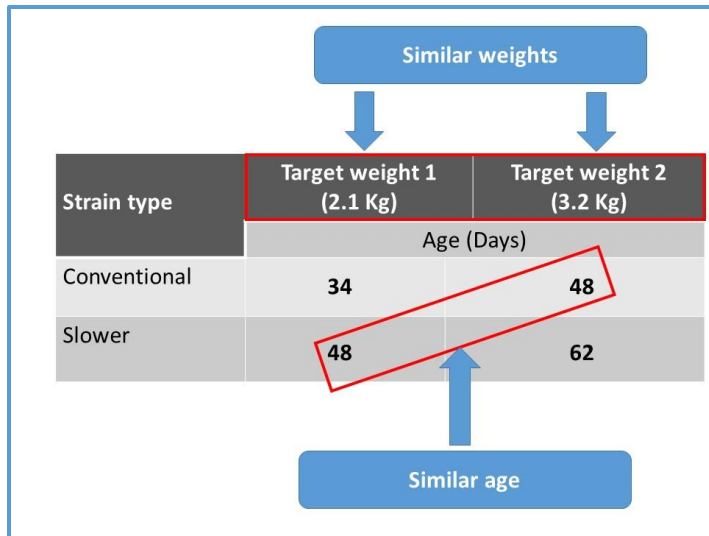 Similar weights
Strain type
Target weight 1
(2.1 Kg)
Target weight 2
(3.2 Kg)
Age (Days)
Conventional
34
48
Slower
48
62
Similar age